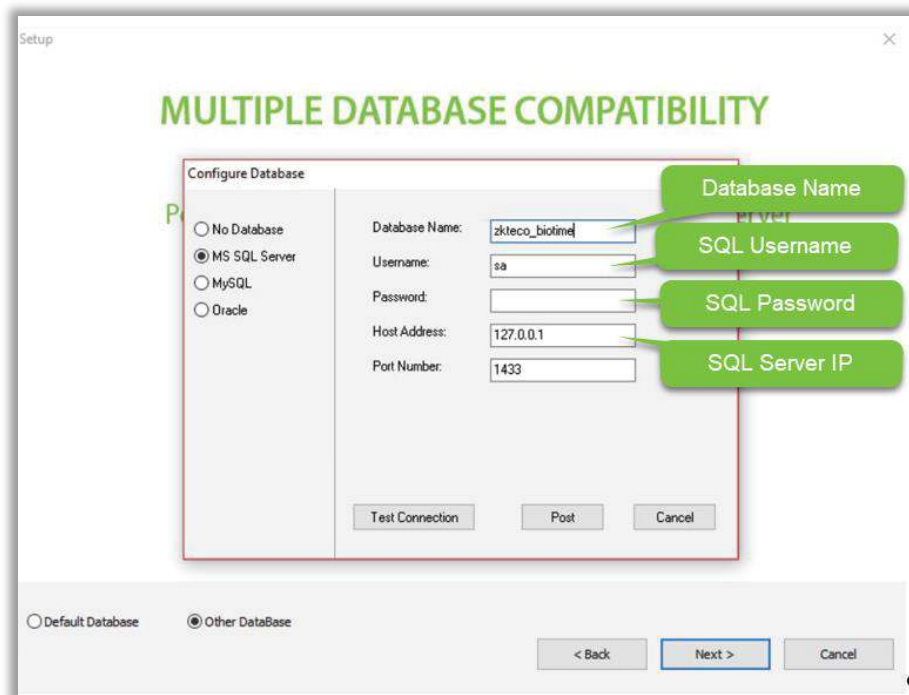 Setup
MULTIPLE DATABASE COMPATIBILITY
Configure Database
No Database
MS SQL Server
MySQL
Oracle
Database Name:
zkteco_biotime
Username:
sa
Password:
Host Address:
127.0.0.1
Port Number:
1433
Database Name
SQL Username
SQL Password
SQL Server IP
Test Connection
Post
Cancel
Default Database
Other DataBase
< Back
Next >
Cancel